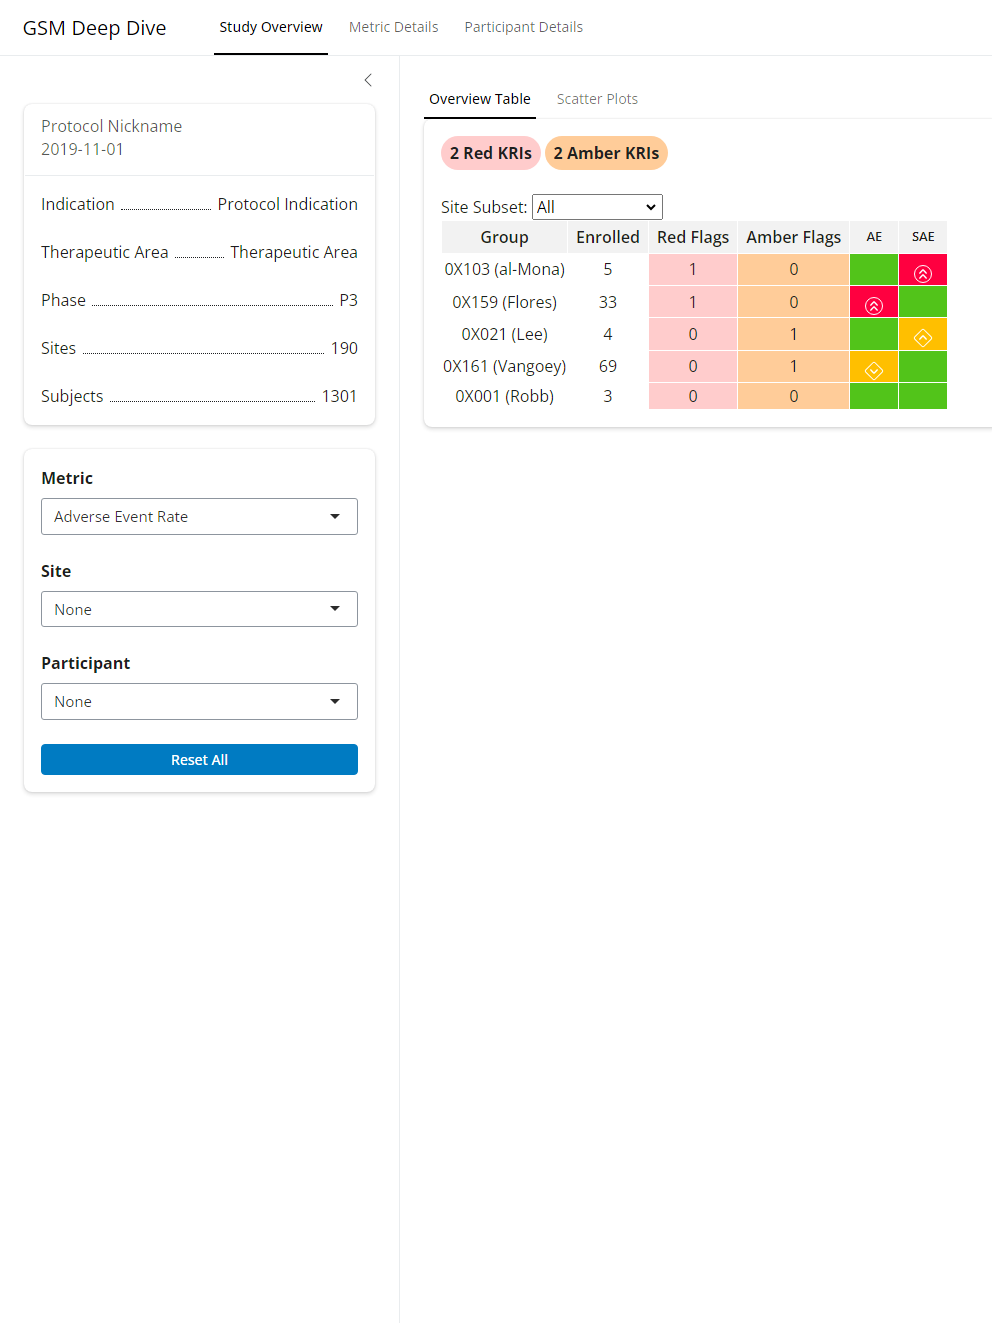 GSM Deep Dive Study Overview Metric Details Participant Details
Protocol Nickname
2019-11-01
Indication Protocol Indication
Therapeutic Area Therapeutic Area
Phase P3
Sites 190
Subjects 1301
Metric
Adverse Event Rate
Site
None
Participant
None
Reset All
Overview Table Scatter Plots
2 Red KRIs 2 Amber KRIs
Site Subset: All
Group Enrolled Red Flags Amber Flags AE SAE
0X103 (al-Mona) 5 1 0
0X159 (Flores) 33 1 0
0X021 (Lee) 4 0 1
0X161 (Vangoey) 69 0 1
0X001 (Robb) 3 0 0